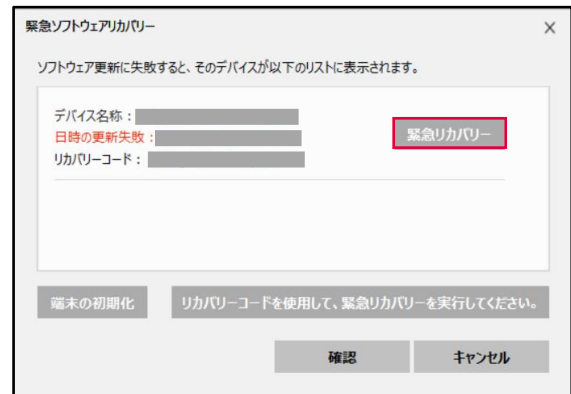 緊急ソフトウェアリカバリー
ソフトウェア更新に失敗すると、そのデバイスが以下のリストに表示されます。
デバイス名称：
日時の更新失敗：
緊急リカバリー
リカバリーコード：
端末の初期化 リカバリーコードを使用して、緊急リカバリーを実行してください。
確認 キャンセル